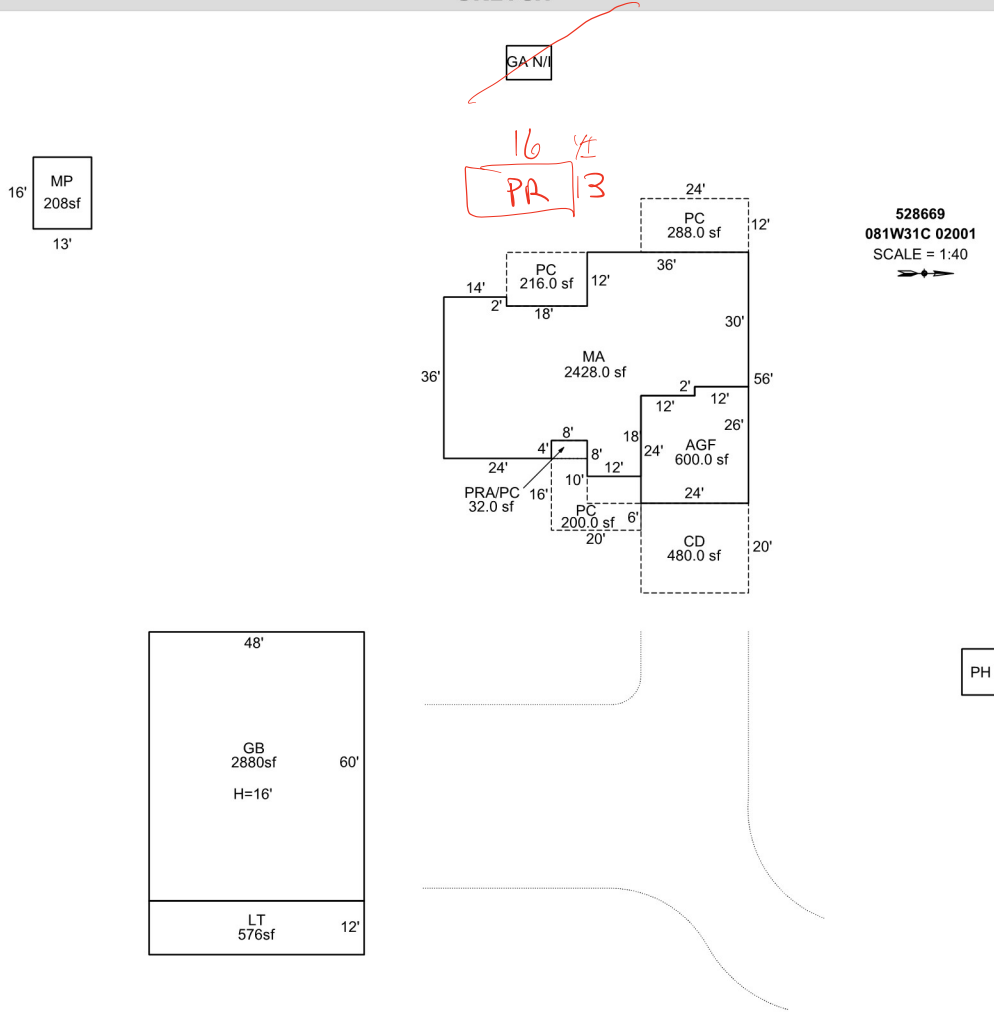 GA N/I
16
PR 13
16'
MP
208sf
13'
24'
PC
288.0 sf
12'
528669
081W31C 02001
SCALE = 1:40
36'
PC
216.0 sf
12'
14'
2'
18'
30'
MA
2428.0 sf
36'
2'
56'
12'
12'
26'
8'
18'
AGF
600.0 sf
4'
8'
24'
24'
12'
10'
PRA/PC
32.0 sf
16'
24'
PC
200.0 sf
6'
20'
CD
480.0 sf
20'
48'
PH
GB
2880sf
60'
H=16'
LT
576sf
12'